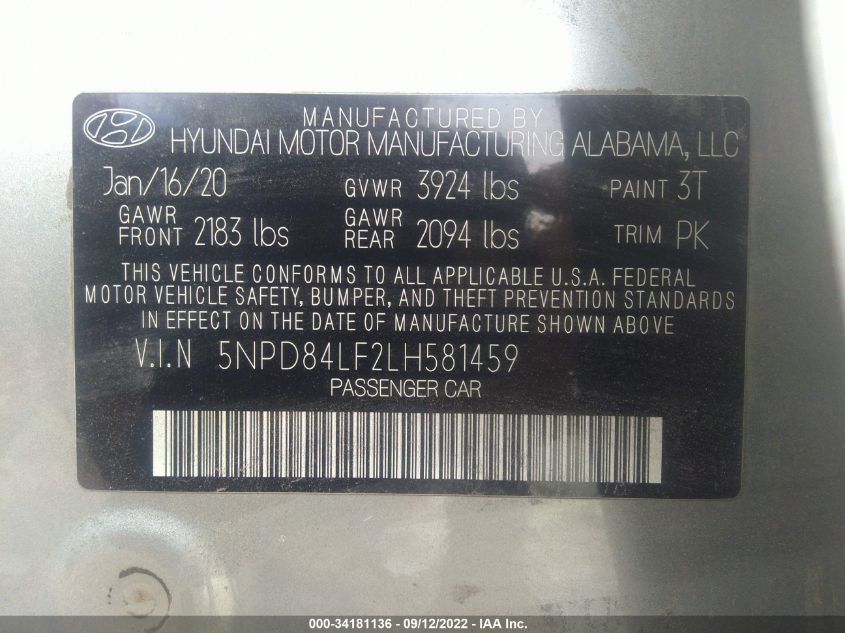 MANUFACTURED BY
HYUNDAI MOTOR MANUFACTURING ALABAMA, LLC
Jan/16/20 GVWR 3924 lbs PAINT 3T
GAWR FRONT 2183 lbs GAWR REAR 2094 lbs TRIM PK
THIS VEHICLE CONFORMS TO ALL APPLICABLE U.S.A. FEDERAL
MOTOR VEHICLE SAFETY, BUMPER, AND THEFT PREVENTION STANDARDS
IN EFFECT ON THE DATE OF MANUFACTURE SHOWN ABOVE
V.I.N 5NPD84LF2LH581459
PASSENGER CAR
000-34181136 - 09/12/2022 - IAA Inc.